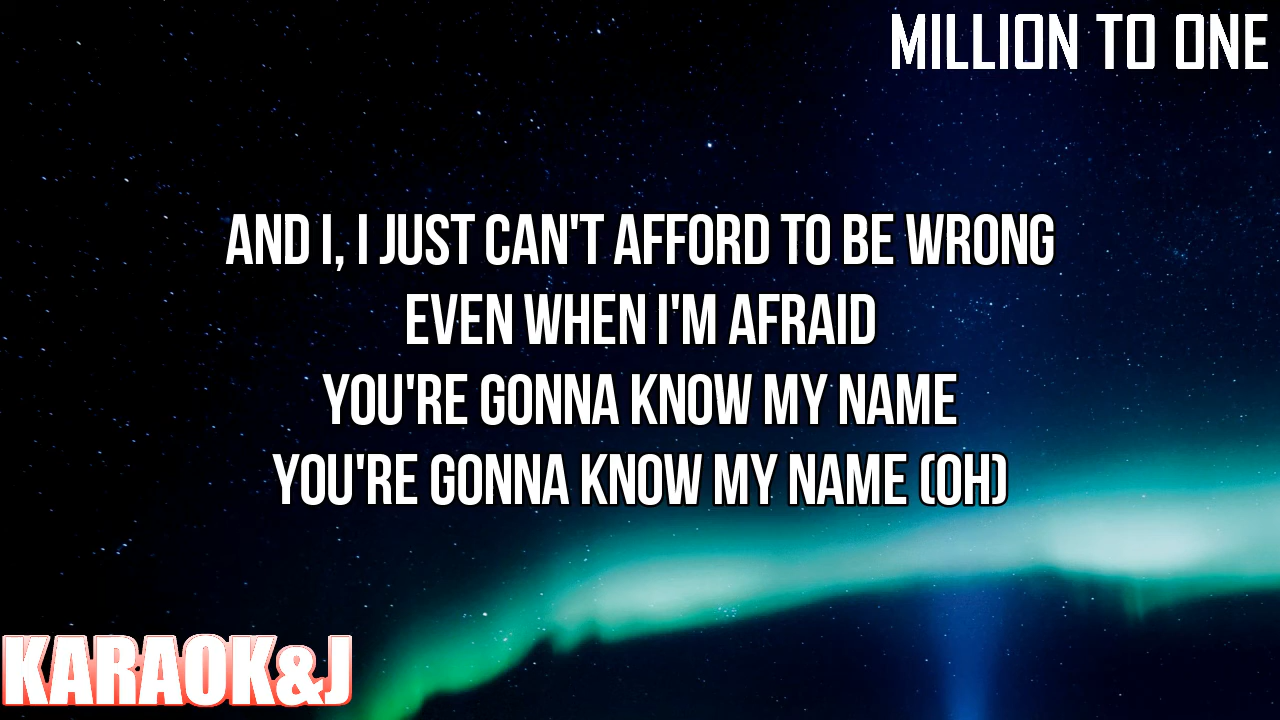 MILLION TO ONE
AND I, I JUST CAN'T AFFORD TO BE WRONG
EVEN WHEN I'M AFRAID
YOU'RE GONNA KNOW MY NAME
YOU'RE GONNA KNOW MY NAME (OH)
KARAOK&J